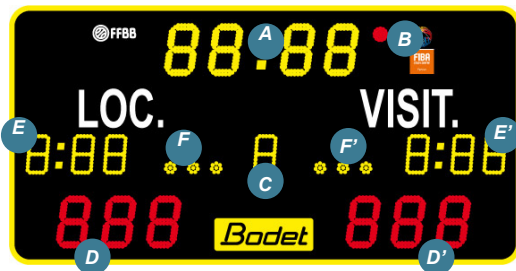 FFBB 88:88 A B
FIBA
LOC. VISIT.
E 8:88 F 8 F' 8:88 E'
C
888 Bodet 888
D D'